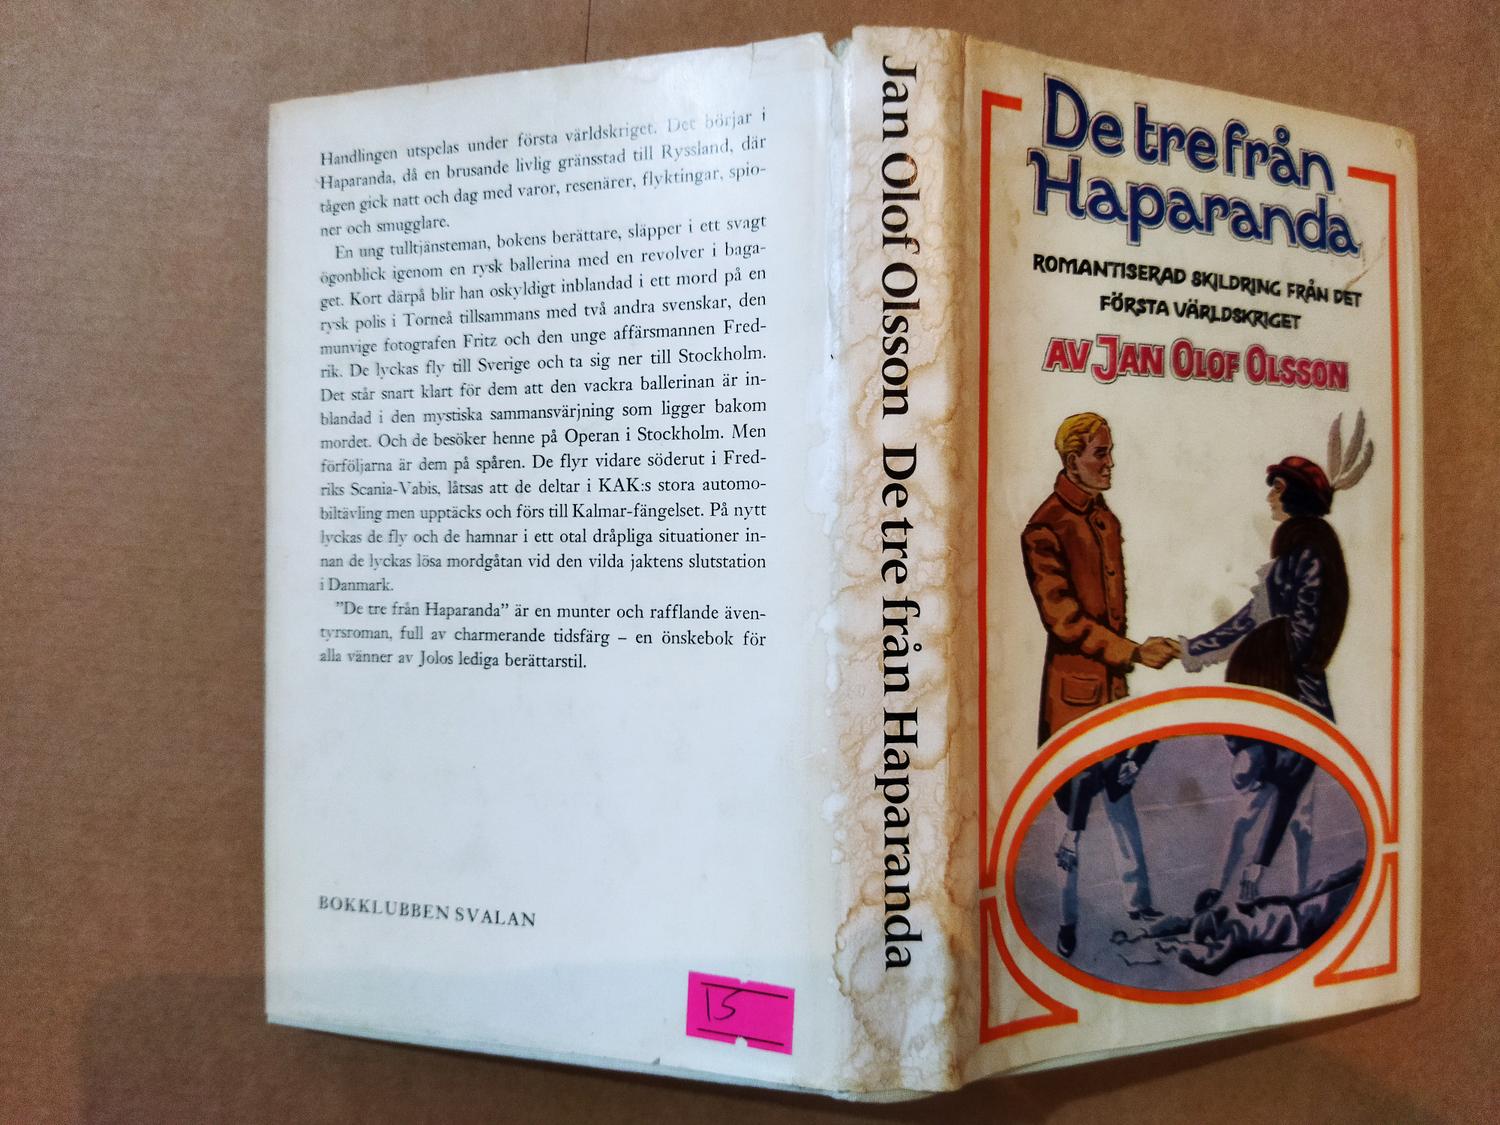 Handlingen utspelas under första världskriget. Det börjar i
Haparanda, då en brusande livlig gränsstad till Ryssland, där
tågen gick natt och dag med varor, resenärer, flyktingar, spio-
ner och smugglare.
En ung tulltjänsteman, bokens berättare, släpper i ett svagt
ögonblick igenom en rysk ballerina med en revolver i baga-
get. Kort därpå blir han oskyldigt inblandad i ett mord på en
rysk polis i Torneå tillsammans med två andra svenskar, den
munvige fotografen Fritz och den unge affärsmannen Fred-
rik. De lyckas fly till Sverige och ta sig ner till Stockholm.
Det står snart klart för dem att den vackra ballerinan är in-
blandad i den mystiska sammansvärjning som ligger bakom
mordet. Och de besöker henne på Operan i Stockholm. Men
förföljarna är dem på spåren. De flyr vidare söderut i Fred-
riks Scania-Vabis, låtsas att de deltar i KAK:s stora automo-
biltävling men upptäcks och förs till Kalmar-fängelset. På nytt
lyckas de fly och de hamnar i ett otal dråpliga situationer in-
nan de lyckas lösa mordgåtan vid den vilda jaktens slutstation
i Danmark.
"De tre från Haparanda" är en munter och rafflande även-
tyrsroman, full av charmerande tidsfärg – en önskebok för
alla vänner av Jolos lediga berättarstil.
BOKKLUBBEN SVALAN
15
Jan Olof Olsson De tre från Haparanda
De tre från
Haparanda
ROMANTISERAD SKILDRING FRÅN DET
FÖRSTA VÄRLDSKRIGET
AV JAN OLOF OLSSON